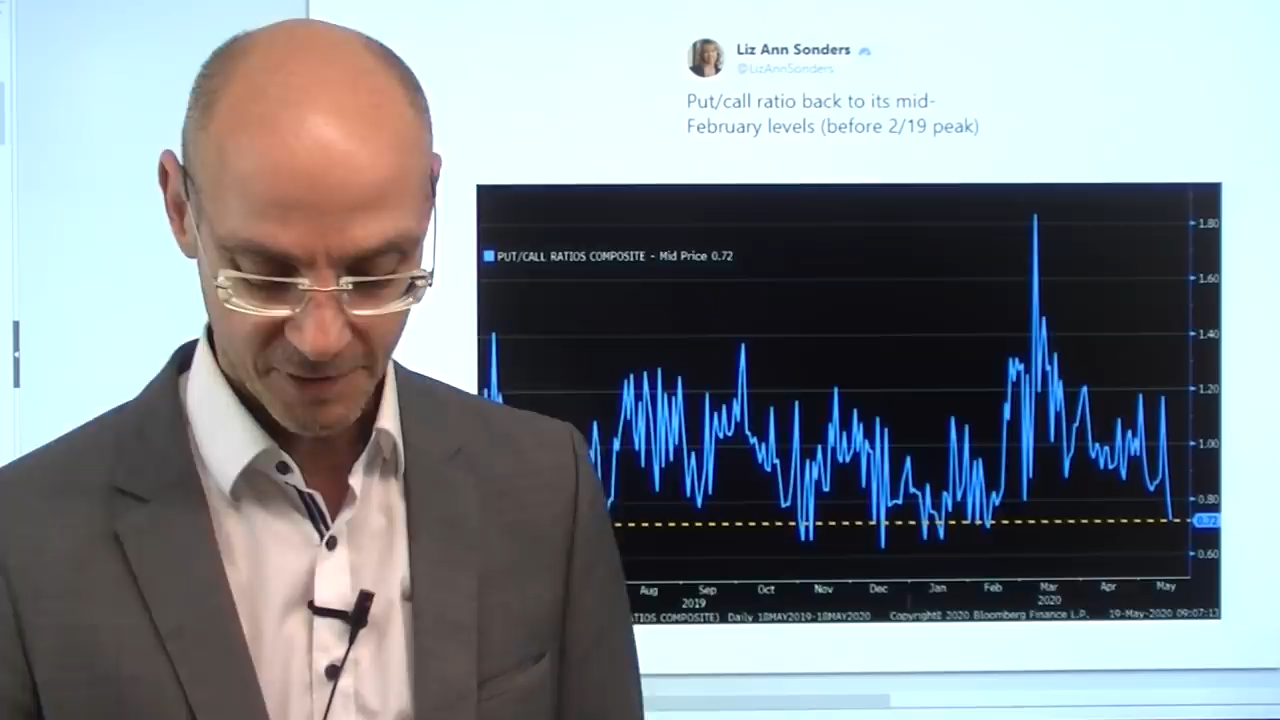 Liz Ann Sonders
@LizAnnSonders
Put/call ratio back to its mid-
February levels (before 2/19 peak)
PUT/CALL RATIOS COMPOSITE - Mid Price 0.72
1.80
1.60
1.40
1.20
1.00
0.80
0.72
0.60
Aug Sep Oct Nov Dec Jan Feb Mar Apr May
2019 2020
COMPOSITE) Daily 18MAY2019-18MAY2020 Copyright© 2020 Bloomberg Finance L.P. 19-May-2020 09:07:13